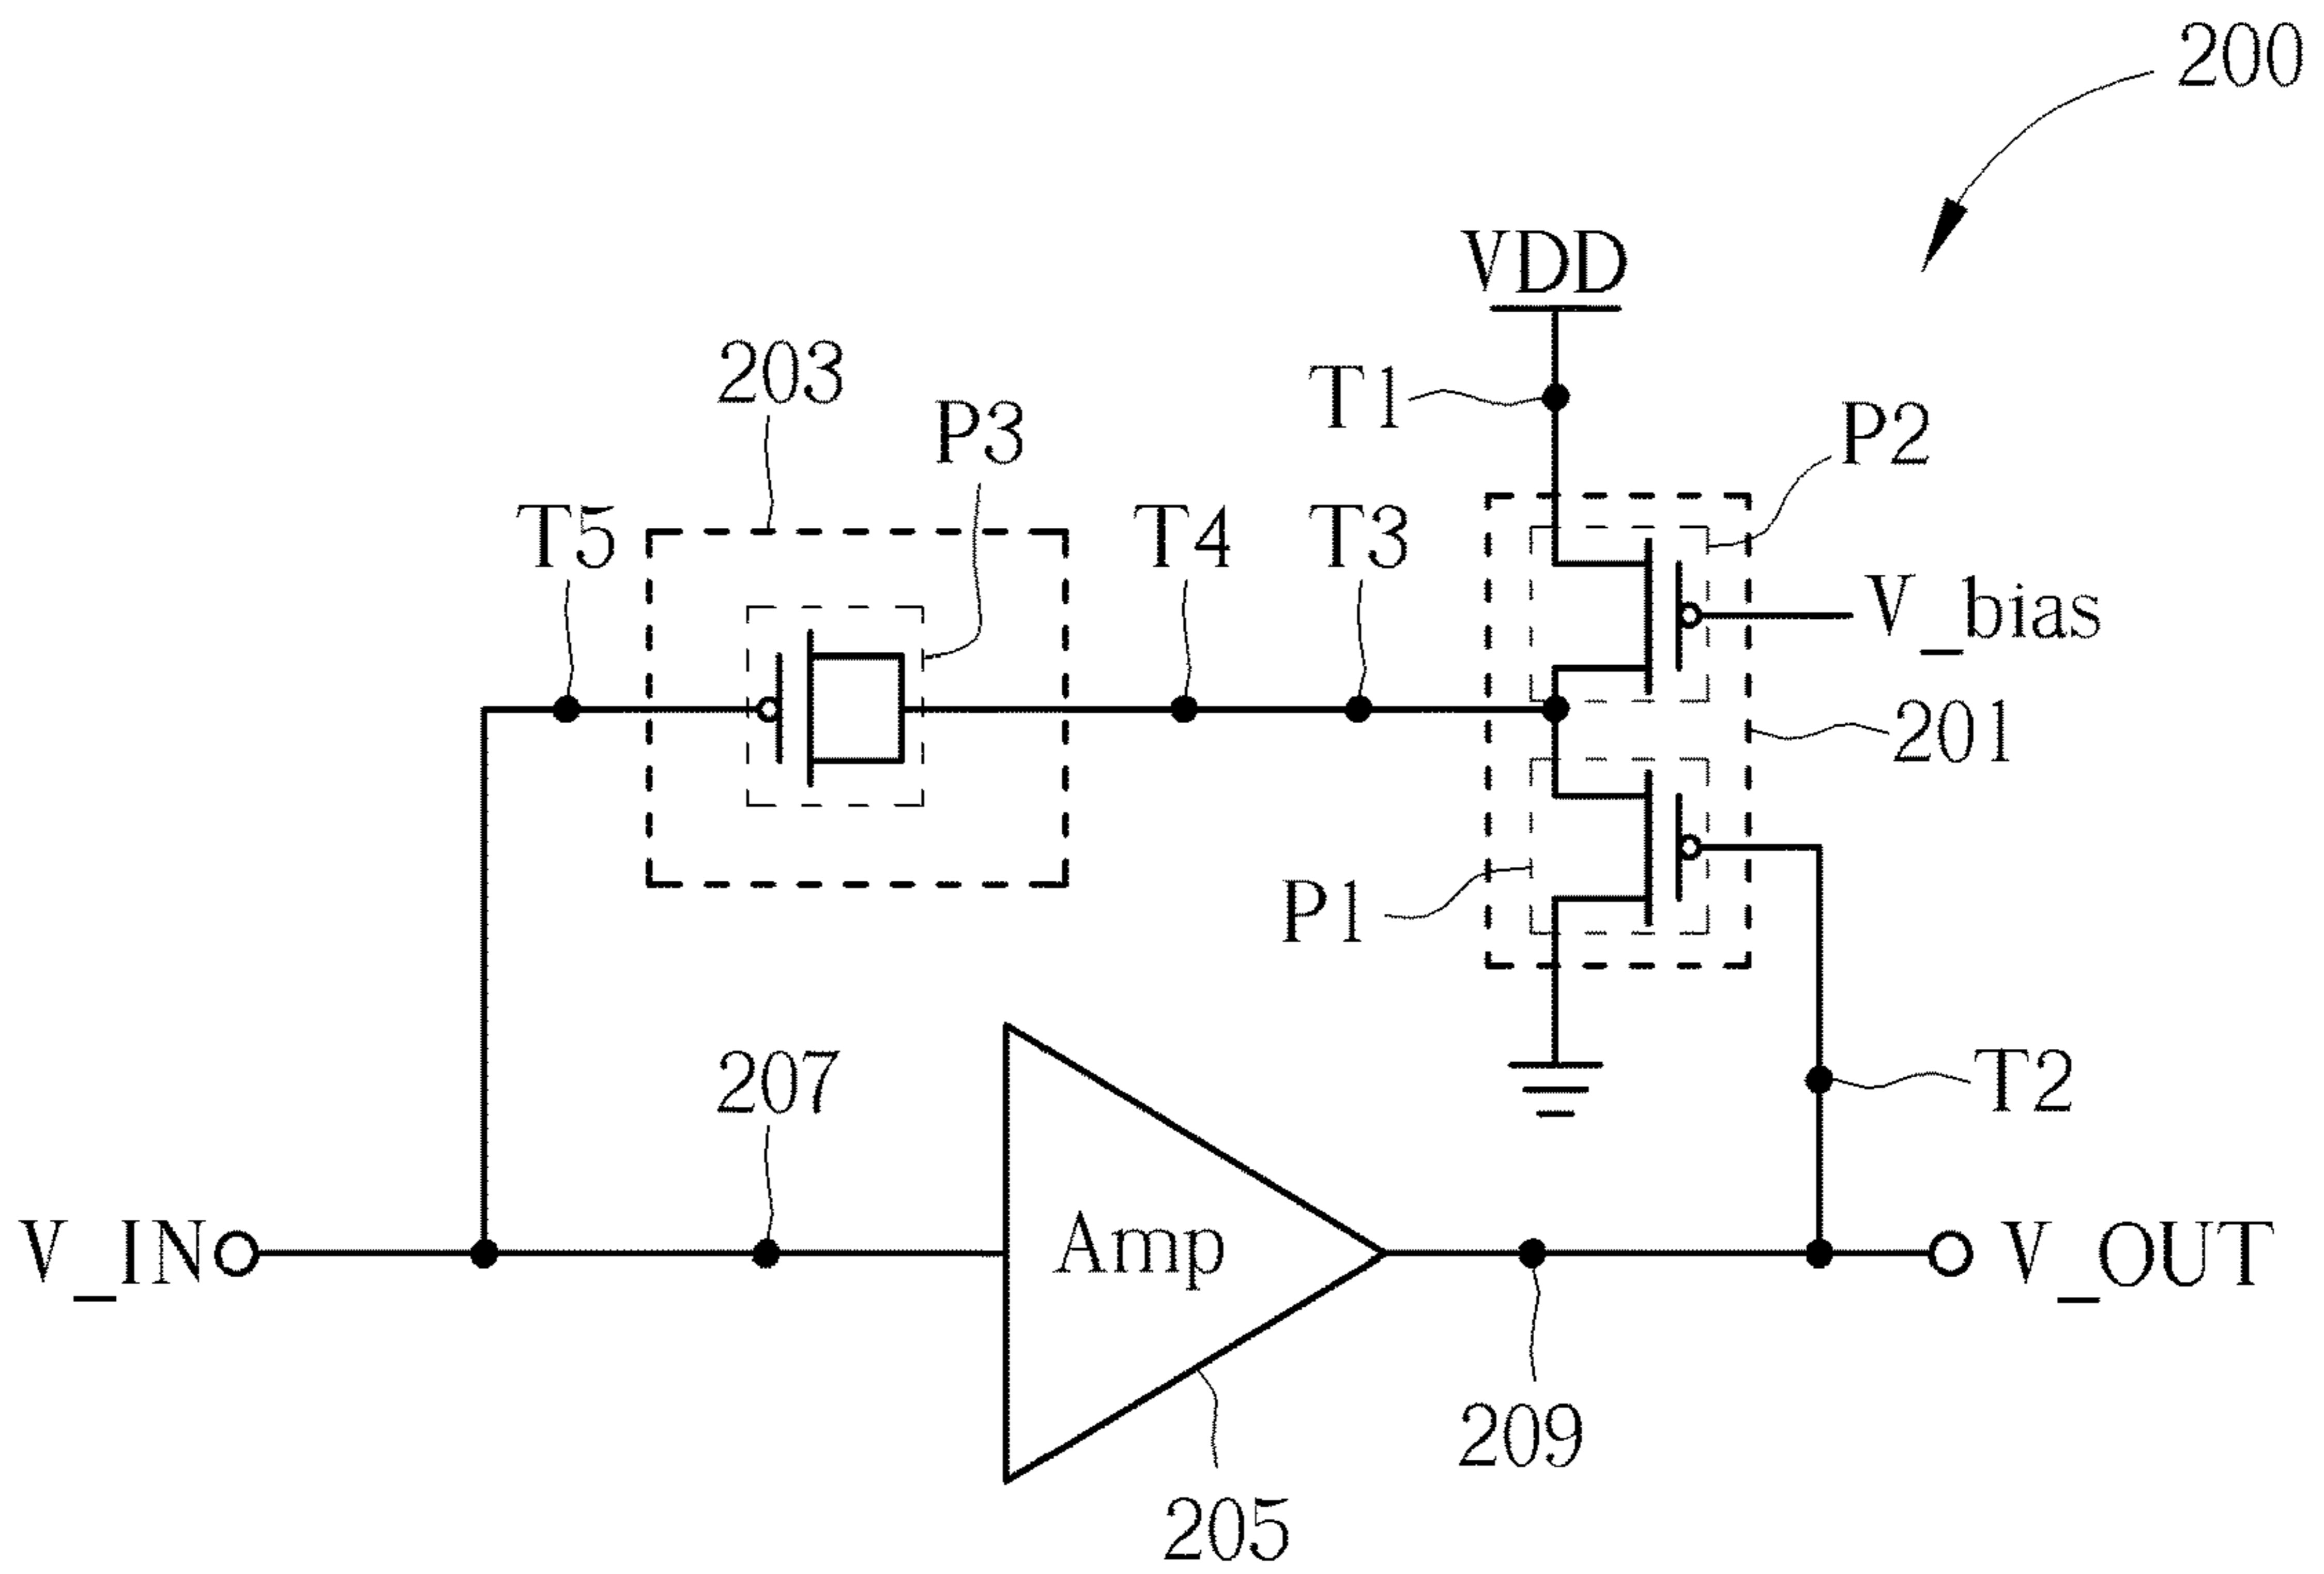 200
VDD
203
T1
P3
P2
T5
T4
T3
V_bias
201
P1
207
T2
V_IN
Amp
V_OUT
209
205